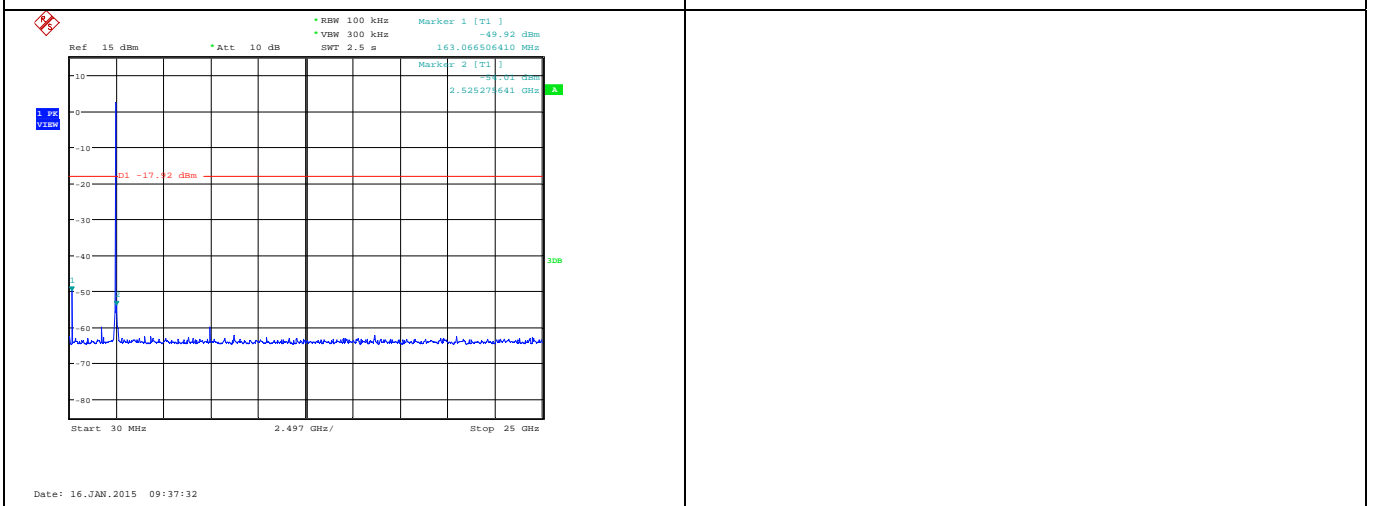 * RBW 100 kHz Marker 1 [T1 ]
* VBW 300 kHz -49.92 dBm
Ref 15 dBm * Att 10 dB SWT 2.5 s 163.066506410 MHz
Marker 2 [T1 ]
10 -54.01 dBm
2.525275641 GHz A
1 PK
VIEW
0
-10
D1 -17.92 dBm
-20
-30
-40
3DB
1
-50
2
-60
-70
-80
Start 30 MHz 2.497 GHz/ Stop 25 GHz
Date: 16.JAN.2015 09:37:32